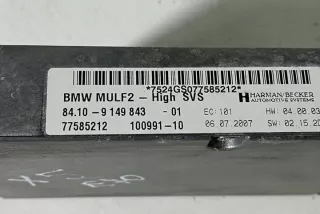 *7524GS077585212*
BMW MULF2 – High SVS
HARMAN/BECKER
AUTOMOTIVE SYSTEMS
84.10- 9 149 843 - 01 EC:101 HW: 04.00.03
77585212 100991-10 06.07.2007 SW: 02.15.20